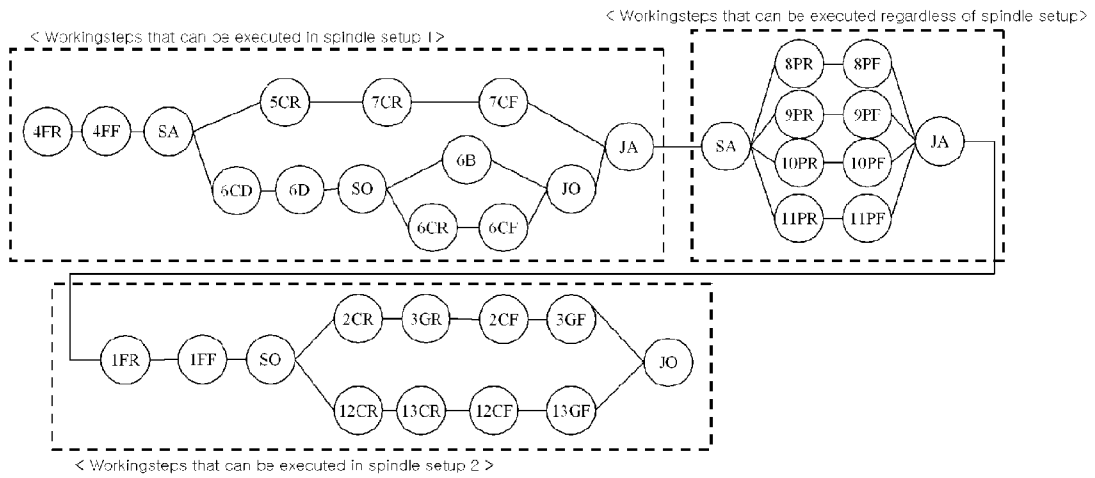 < Workingsteps that can be executed regardless of spindle setup>
< Workingsteps that can be executed in spindle setup 1>
8PR 8PF
5CR 7CR 7CF
9PR 9PF
4FR 4FF SA JA SA JA
6B
10PR 10PF
6CD 6D SO JO
11PR 11PF
6CR 6CF
2CR 3GR 2CF 3GF
1FR 1FF SO JO
12CR 13CR 12CF 13GF
< Workingsteps that can be executed in spindle setup 2 >